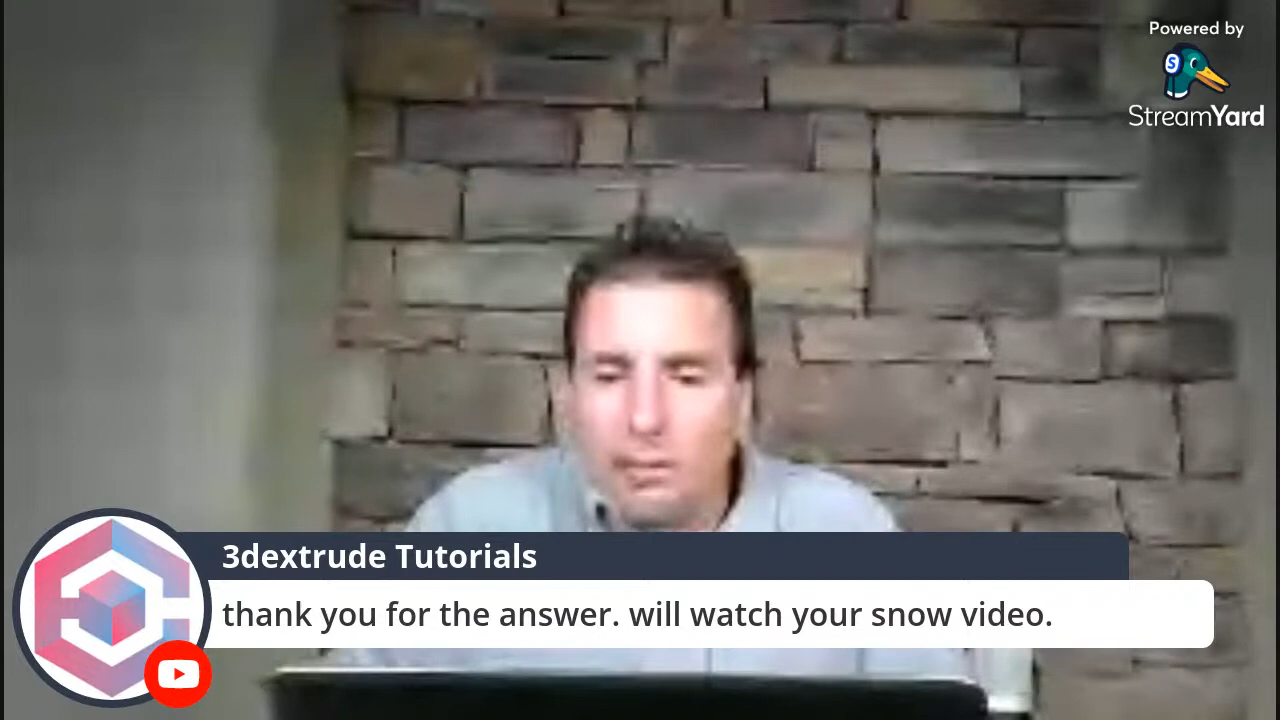 Powered by
StreamYard
3dextrude Tutorials
thank you for the answer. will watch your snow video.